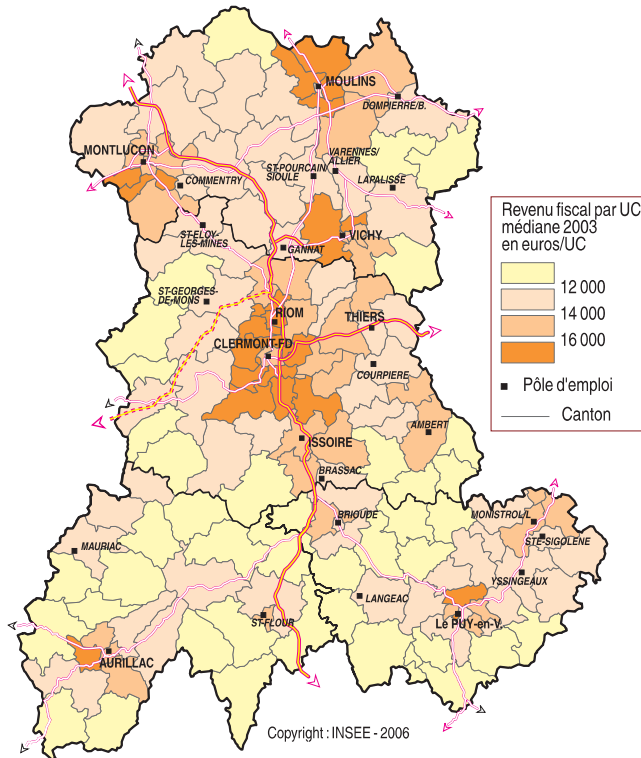 MOULINS
DOMPIERRE/B.
MONTLUCON
VARENNES/
ALLIER
ST-POURCAIN/
SIOULE
LAPALISSE
COMMENTRY
ST-ELOY-
LES-MINES
VICHY
GANNAT
ST-GEORGES-
DE-MONS
RIOM
THIERS
CLERMONT-FD
COURPIERE
AMBERT
ISSOIRE
BRASSAC
BRIOUDE
MONISTROL/L
STE-SIGOLENE
MAURIAC
YSSINGEAUX
LANGEAC
ST-FLOUR
Le PUY-en-V.
AURILLAC
Revenu fiscal par UC
médiane 2003
en euros/UC
12 000
14 000
16 000
Pôle d'emploi
Canton
Copyright : INSEE - 2006